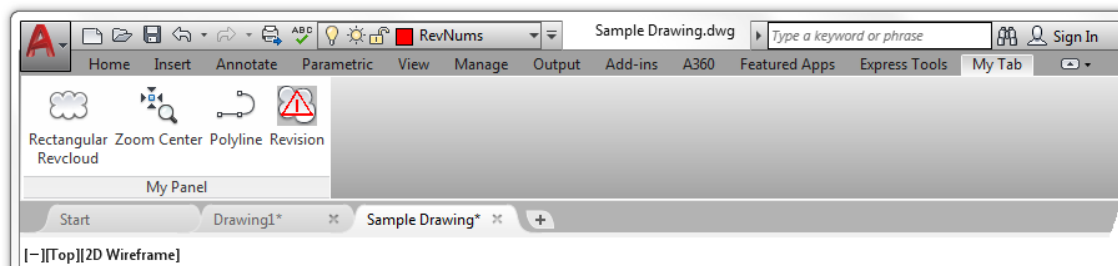 A ABC RevNums Sample Drawing.dwg Type a keyword or phrase Sign In
Home Insert Annotate Parametric View Manage Output Add-ins A360 Featured Apps Express Tools My Tab
Rectangular Revcloud Zoom Center Polyline Revision
My Panel
Start Drawing1* Sample Drawing*
[−][Top][2D Wireframe]